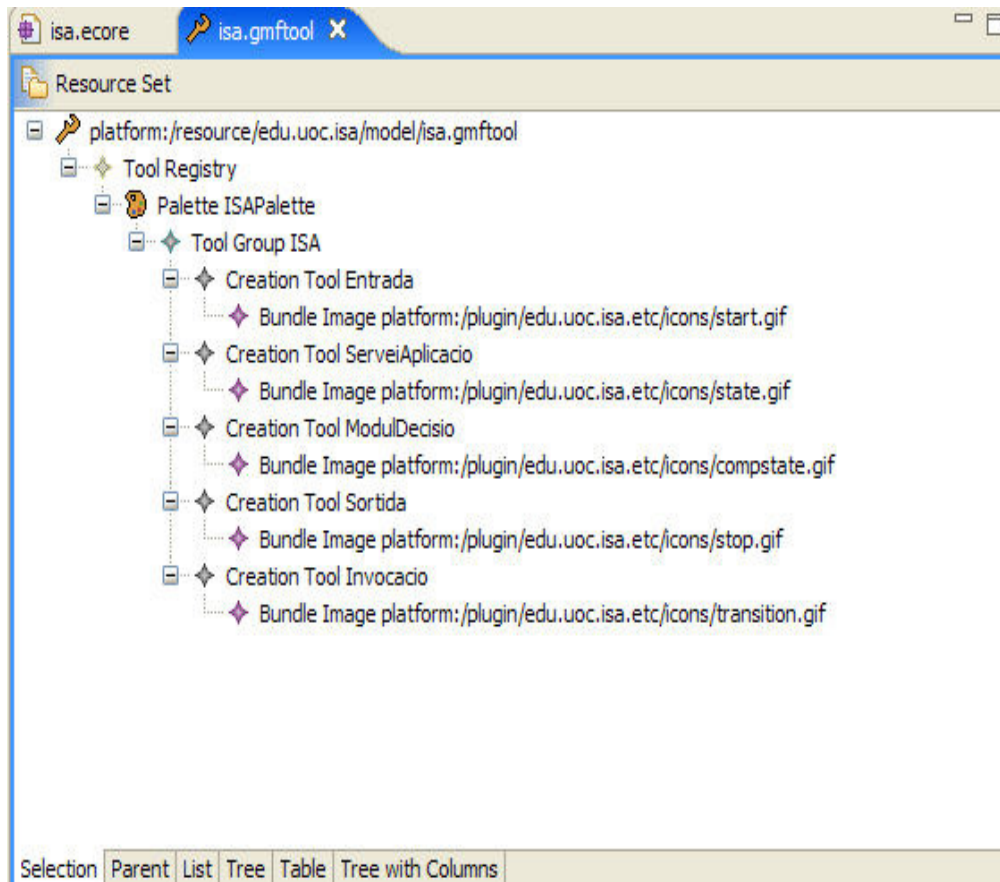 isa.ecore
isa.gmftool
Resource Set
platform:/resource/edu.uoc.isa/model/isa.gmftool
Tool Registry
Palette ISAPalette
Tool Group ISA
Creation Tool Entrada
Bundle Image platform:/plugin/edu.uoc.isa.etc/icons/start.gif
Creation Tool ServeiAplicacio
Bundle Image platform:/plugin/edu.uoc.isa.etc/icons/state.gif
Creation Tool ModulDecisio
Bundle Image platform:/plugin/edu.uoc.isa.etc/icons/compstate.gif
Creation Tool Sortida
Bundle Image platform:/plugin/edu.uoc.isa.etc/icons/stop.gif
Creation Tool Invocacio
Bundle Image platform:/plugin/edu.uoc.isa.etc/icons/transition.gif
Selection Parent List Tree Table Tree with Columns